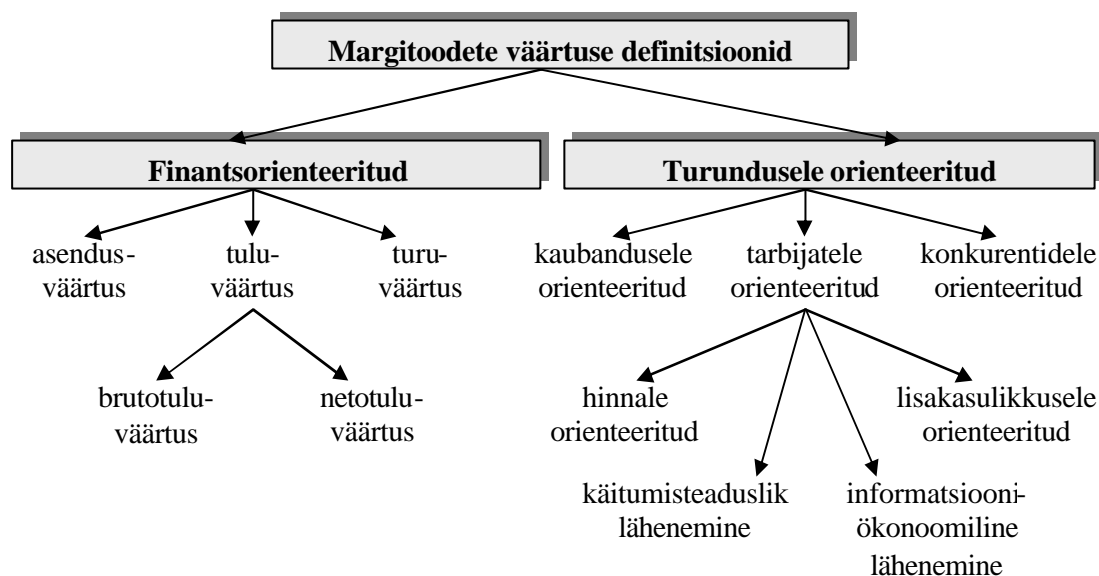 Margitoodete väärtuse definitsioonid
Finantsorienteeritud
Turundusele orienteeritud
asendus-
väärtus
tulu-
väärtus
turu-
väärtus
kaubandusele
orienteeritud
tarbijatele
orienteeritud
konkurentidele
orienteeritud
brutotulu-
väärtus
netotulu-
väärtus
hinnale
orienteeritud
lisakasulikkusele
orienteeritud
käitumisteaduslik
lähenemine
informatsiooni-
ökonoomiline
lähenemine